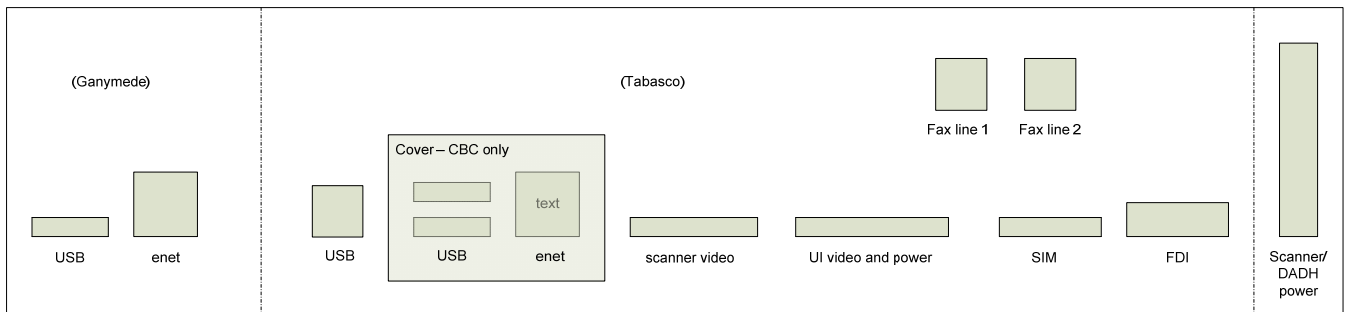 (Ganymede)
(Tabasco)
Fax line 1
Fax line 2
Cover – CBC only
text
USB
enet
USB
USB
enet
scanner video
UI video and power
SIM
FDI
Scanner/
DADH
power